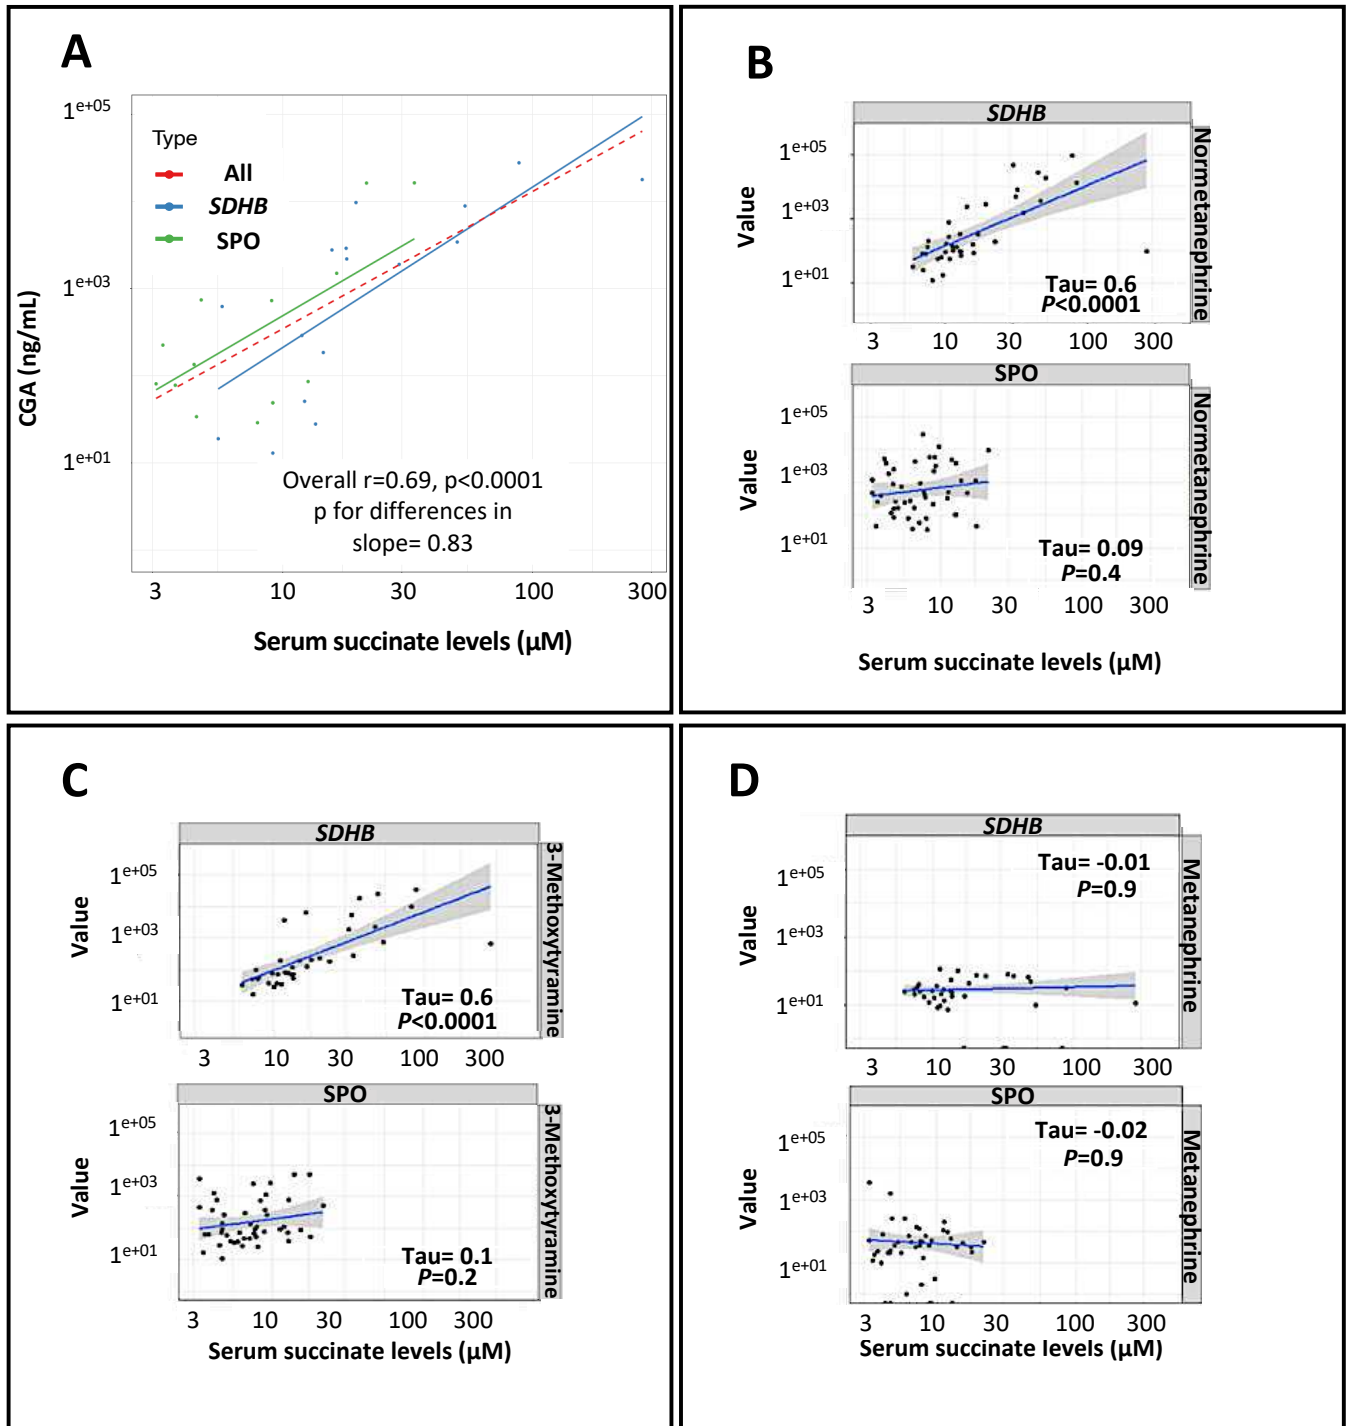 A
1e+05
1e+03
1e+01
CGA (ng/mL)
Type
All
SDHB
SPO
Overall r=0.69, p<0.0001
p for differences in
slope= 0.83
3 10 30 100 300
Serum succinate levels (μM)
B
SDHB
Normetanephrine
Value
1e+05
1e+03
1e+01
Tau= 0.6
P<0.0001
3 10 30 100 300
SPO
Normetanephrine
Value
1e+05
1e+03
1e+01
Tau= 0.09
P=0.4
3 10 30 100 300
Serum succinate levels (μM)
C
SDHB
3-Methoxytyramine
Value
1e+05
1e+03
1e+01
Tau= 0.6
P<0.0001
3 10 30 100 300
SPO
3-Methoxytyramine
Value
1e+05
1e+03
1e+01
Tau= 0.1
P=0.2
3 10 30 100 300
Serum succinate levels (μM)
D
SDHB
Metanephrine
Value
1e+05
1e+03
1e+01
Tau= -0.01
P=0.9
3 10 30 100 300
SPO
Metanephrine
Value
1e+05
1e+03
1e+01
Tau= -0.02
P=0.9
3 10 30 100 300
Serum succinate levels (μM)